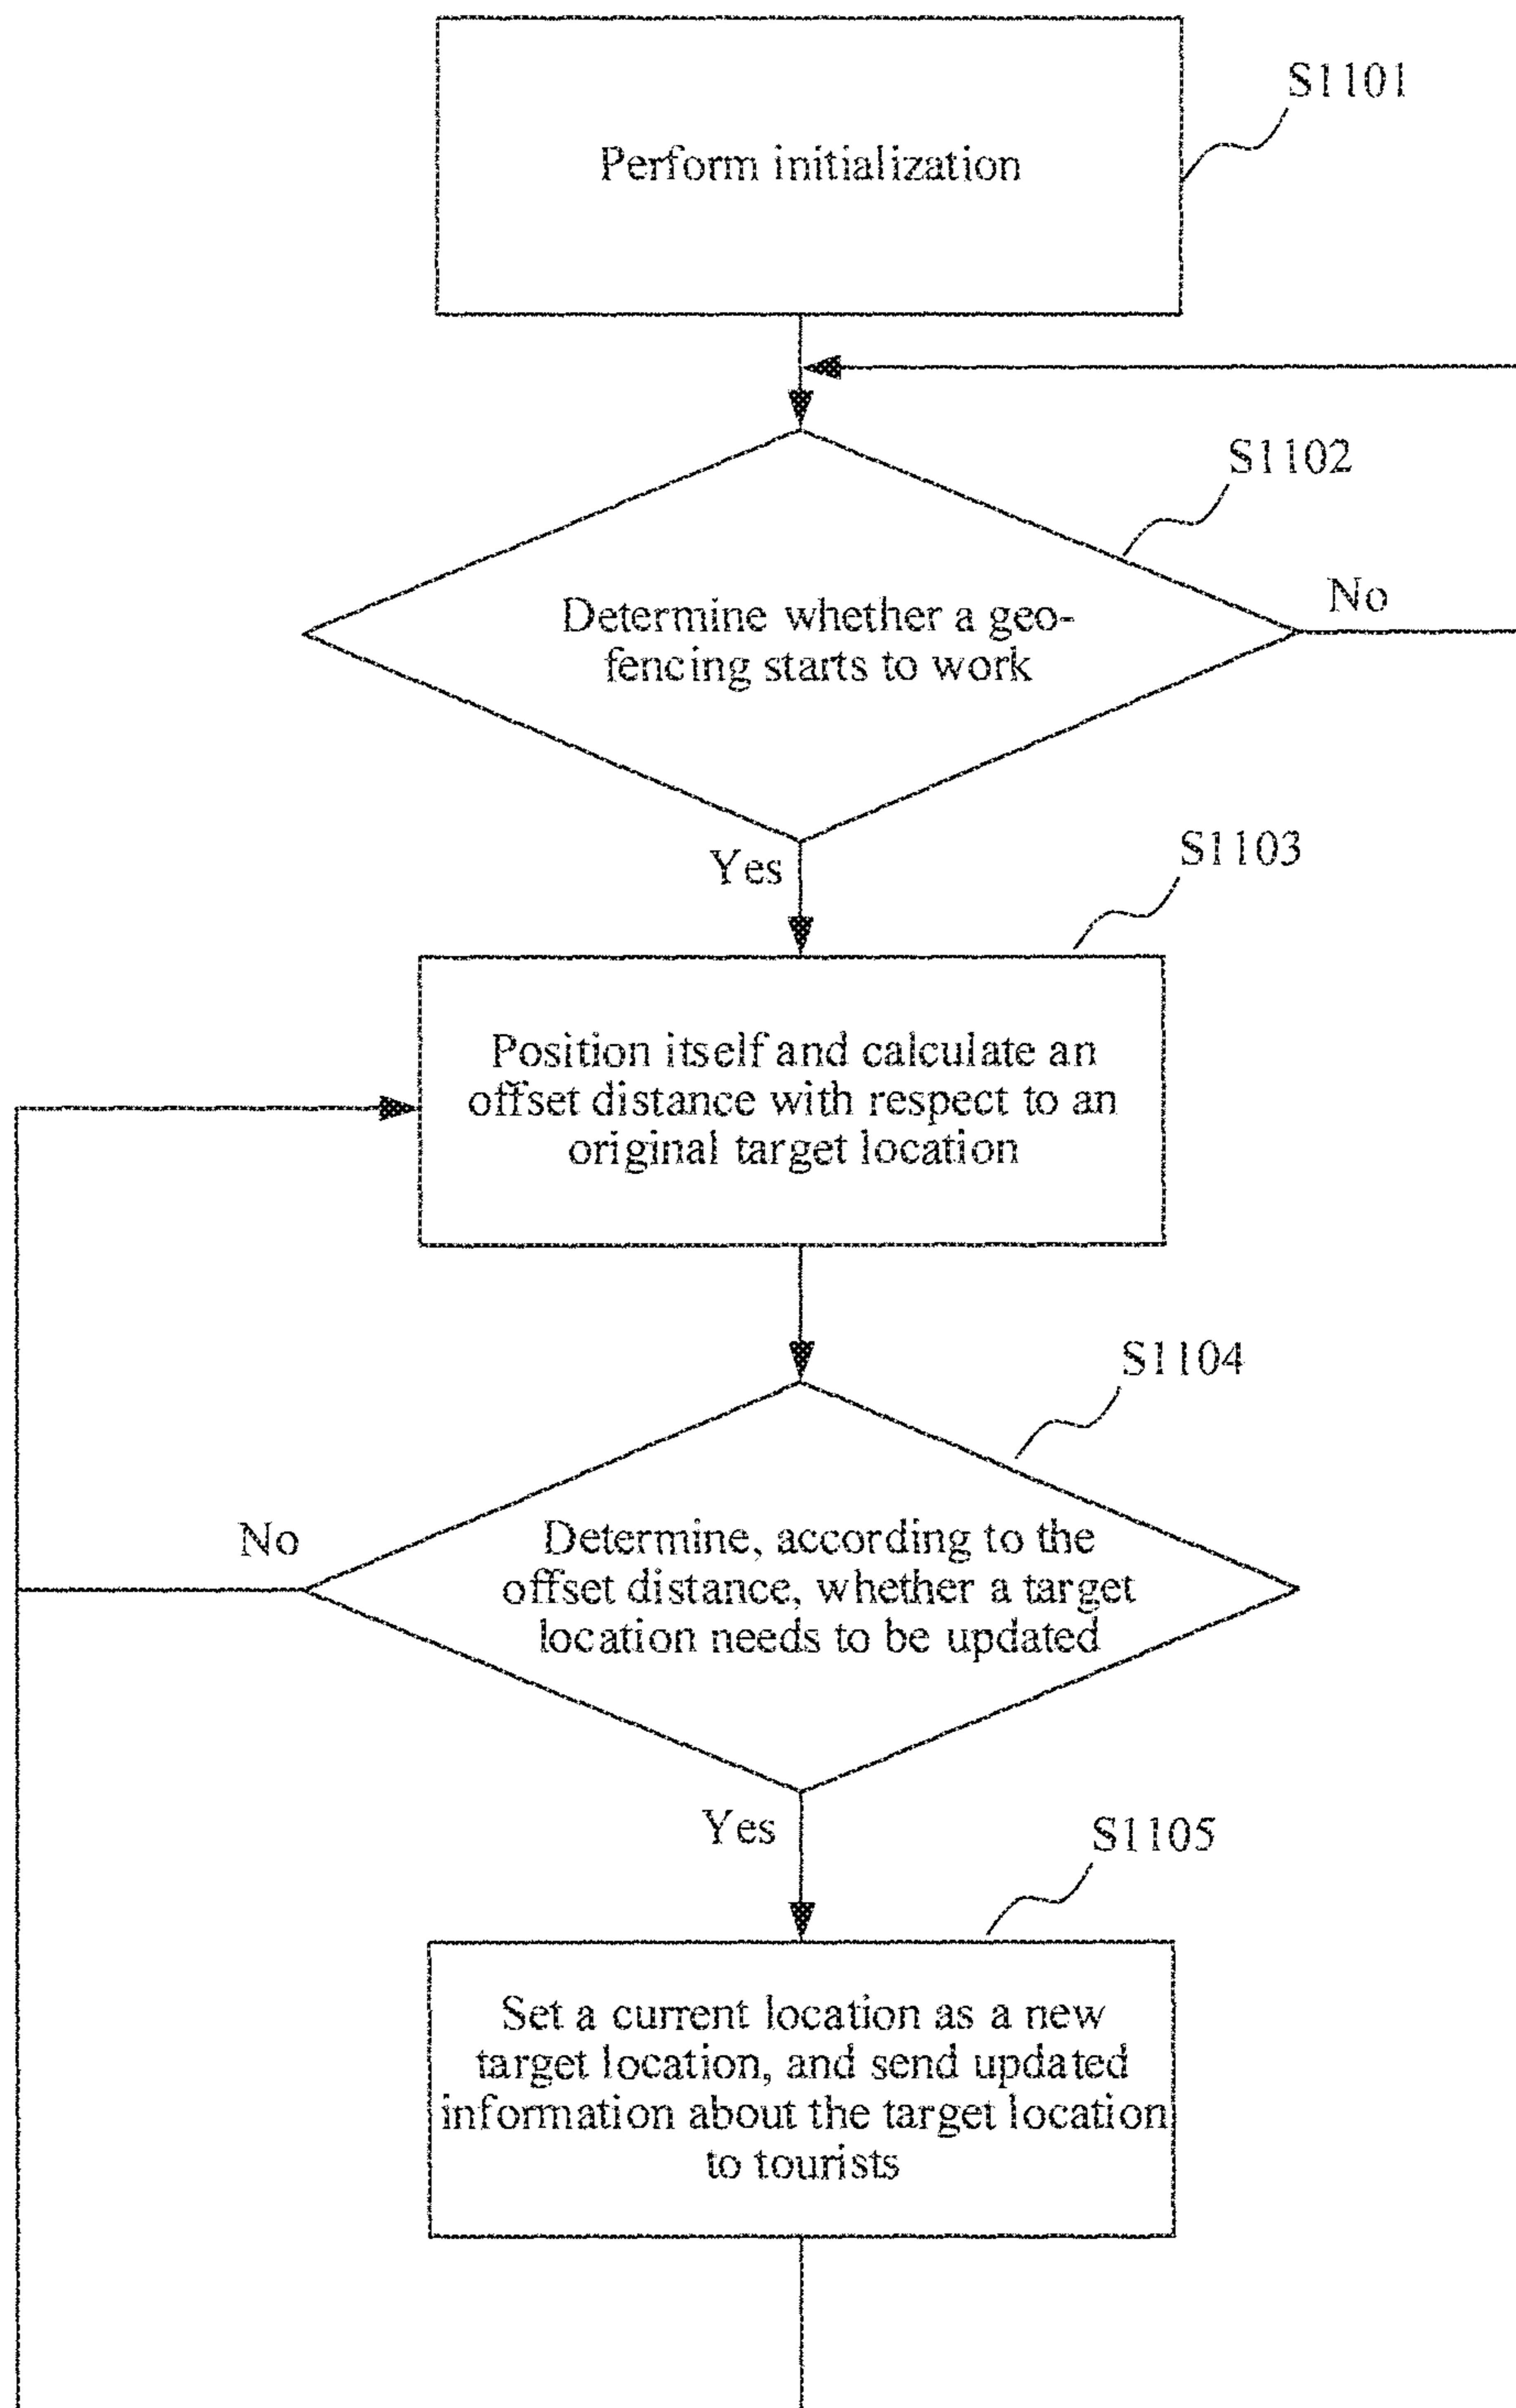 S1101
Perform initialization
S1102
No
Determine whether a geo-
fencing starts to work
Yes
S1103
Position itself and calculate an
offset distance with respect to an
original target location
S1104
No
Determine, according to the
offset distance, whether a target
location needs to be updated
Yes
S1105
Set a current location as a new
target location, and send updated
information about the target location
to tourists